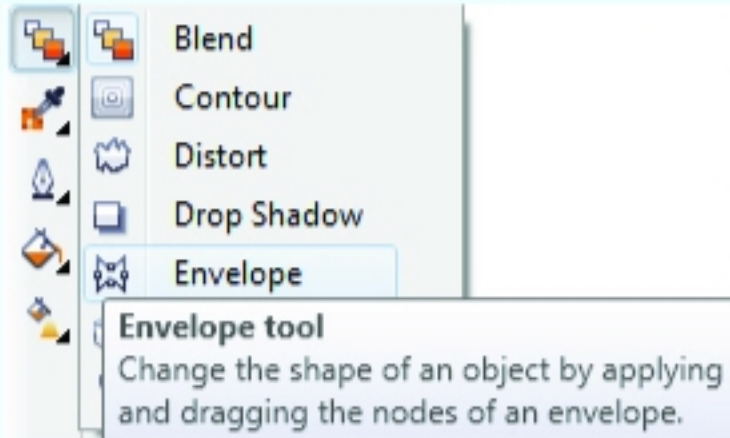 Blend
Contour
Distort
Drop Shadow
Envelope
Envelope tool
Change the shape of an object by applying
and dragging the nodes of an envelope.